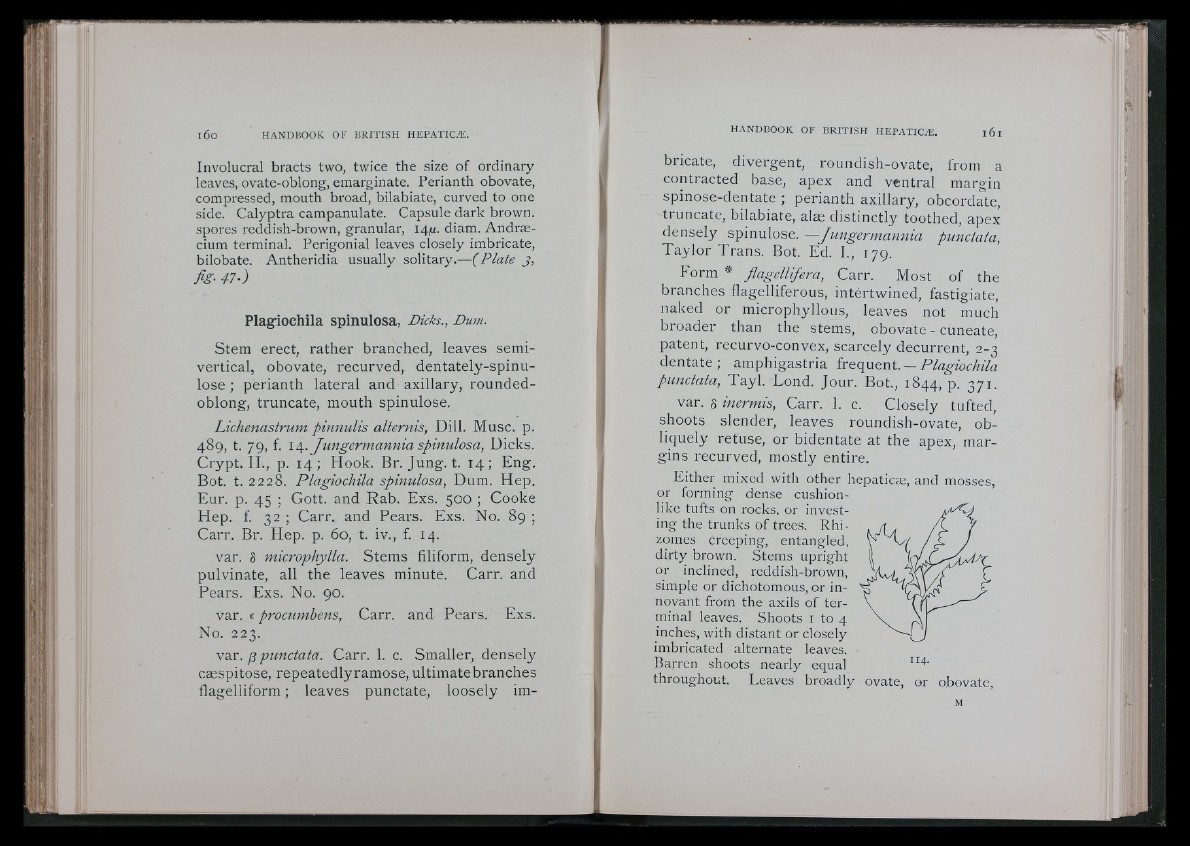 160 HANDBOOK OF BRITISH HEPATICÆ.
Involucral bracts two, twice the size of ordinary
leaves, ovate-oblong, emarginate. Perianth obovate,
compressed, mouth broad, bilabiate, curved to one
side. Calyptra campanulate. Capsule dark brown.
spores reddish-brown, granular, 14μ. diam. Andræ-
cium terminal. Perigonial leaves closely imbricate,
bilobate. Antheridia usually solitary.—(Plate 3,
fig. 47.)
Plagiochila spinulosa, Dicks., Dum.
Stem erect, rather branched, leaves semi-
vertical, obovate, recurved, dentately-spinu-
lose ; perianth lateral and axillary, rounded-
oblong, truncate, mouth spinulose.
Lichenastrum pinnulis alternis, Dill. Musc. p.
489, t. 79, f. 14. Jungermannia spinulosa, Dicks.
Crypt. II., p. 14 ; Hook. Br. Jung. t. 14 ; Eng.
Bot. t. 2228. Plagiochila spinulosa, Dum. Hep.
Eur. p. 45 ; Gott. and Rab. Exs. 500 ; Cooke
Hep. f. 32 ; Carr. and Pears. Exs. No. 89 ;
Carr. Br. Hep. p. 60, t. iv., f. 14.
var. δ microphylla. Stems filiform, densely
pulvinate, all the leaves minute. Carr. and
Pears. Exs. No. 90.
var. ε procumbens, Carr. and Pears. Exs.
No. 223.
var. β punctata. Carr. l. c. Smaller, densely
cæspitose, repeatedly ramose, ultimate branches
flagelliform ; leaves punctate, loosely im-
HANDBOOK OF BRITISH HEPATICÆ. 161
bricate, divergent, roundish-ovate, from a
contracted base, apex and ventral margin
spinose-dentate ; perianth axillary, obcordate,
truncate, bilabiate, alæ distinctly toothed, apex
densely spinulose. —Jungermannia punctata,
Taylor Trans. Bot. Ed. I., 179.
Form * flagellifera, Carr. Most of the
branches flagelliferous, intertwined, fastigiate,
naked or microphyllous, leaves not much
broader than the stems, obovate-cuneate,
patent, recurvo-convex, scarcely decurrent, 2-3
dentate ; amphigastria frequent.—Plagiochila
punctata, Tayl. Lond. Jour. Bot., 1844, p. 371.
var. δ inermis, Carr. l. c. Closely tufted,
shoots slender, leaves roundish-ovate, ob-
liquely retuse, or bidentate at the apex, mar-
gins recurved, mostly entire.
Either mixed with other hepaticæ, and mosses,
or forming dense cushion-
like tufts on rocks, or invest-
ing the trunks of trees. Rhi-
zomes creeping, entangled,
dirty brown. Stems upright
or inclined, reddish-brown,
simple or dichotomous, or in-
novant from the axils of ter-
minal leaves. Shoots 1 to 4
inches, with distant or closely
imbricated alternate leaves.
Barren shoots nearly equal
114.
throughout. Leaves broadly ovate, or obovate,
M